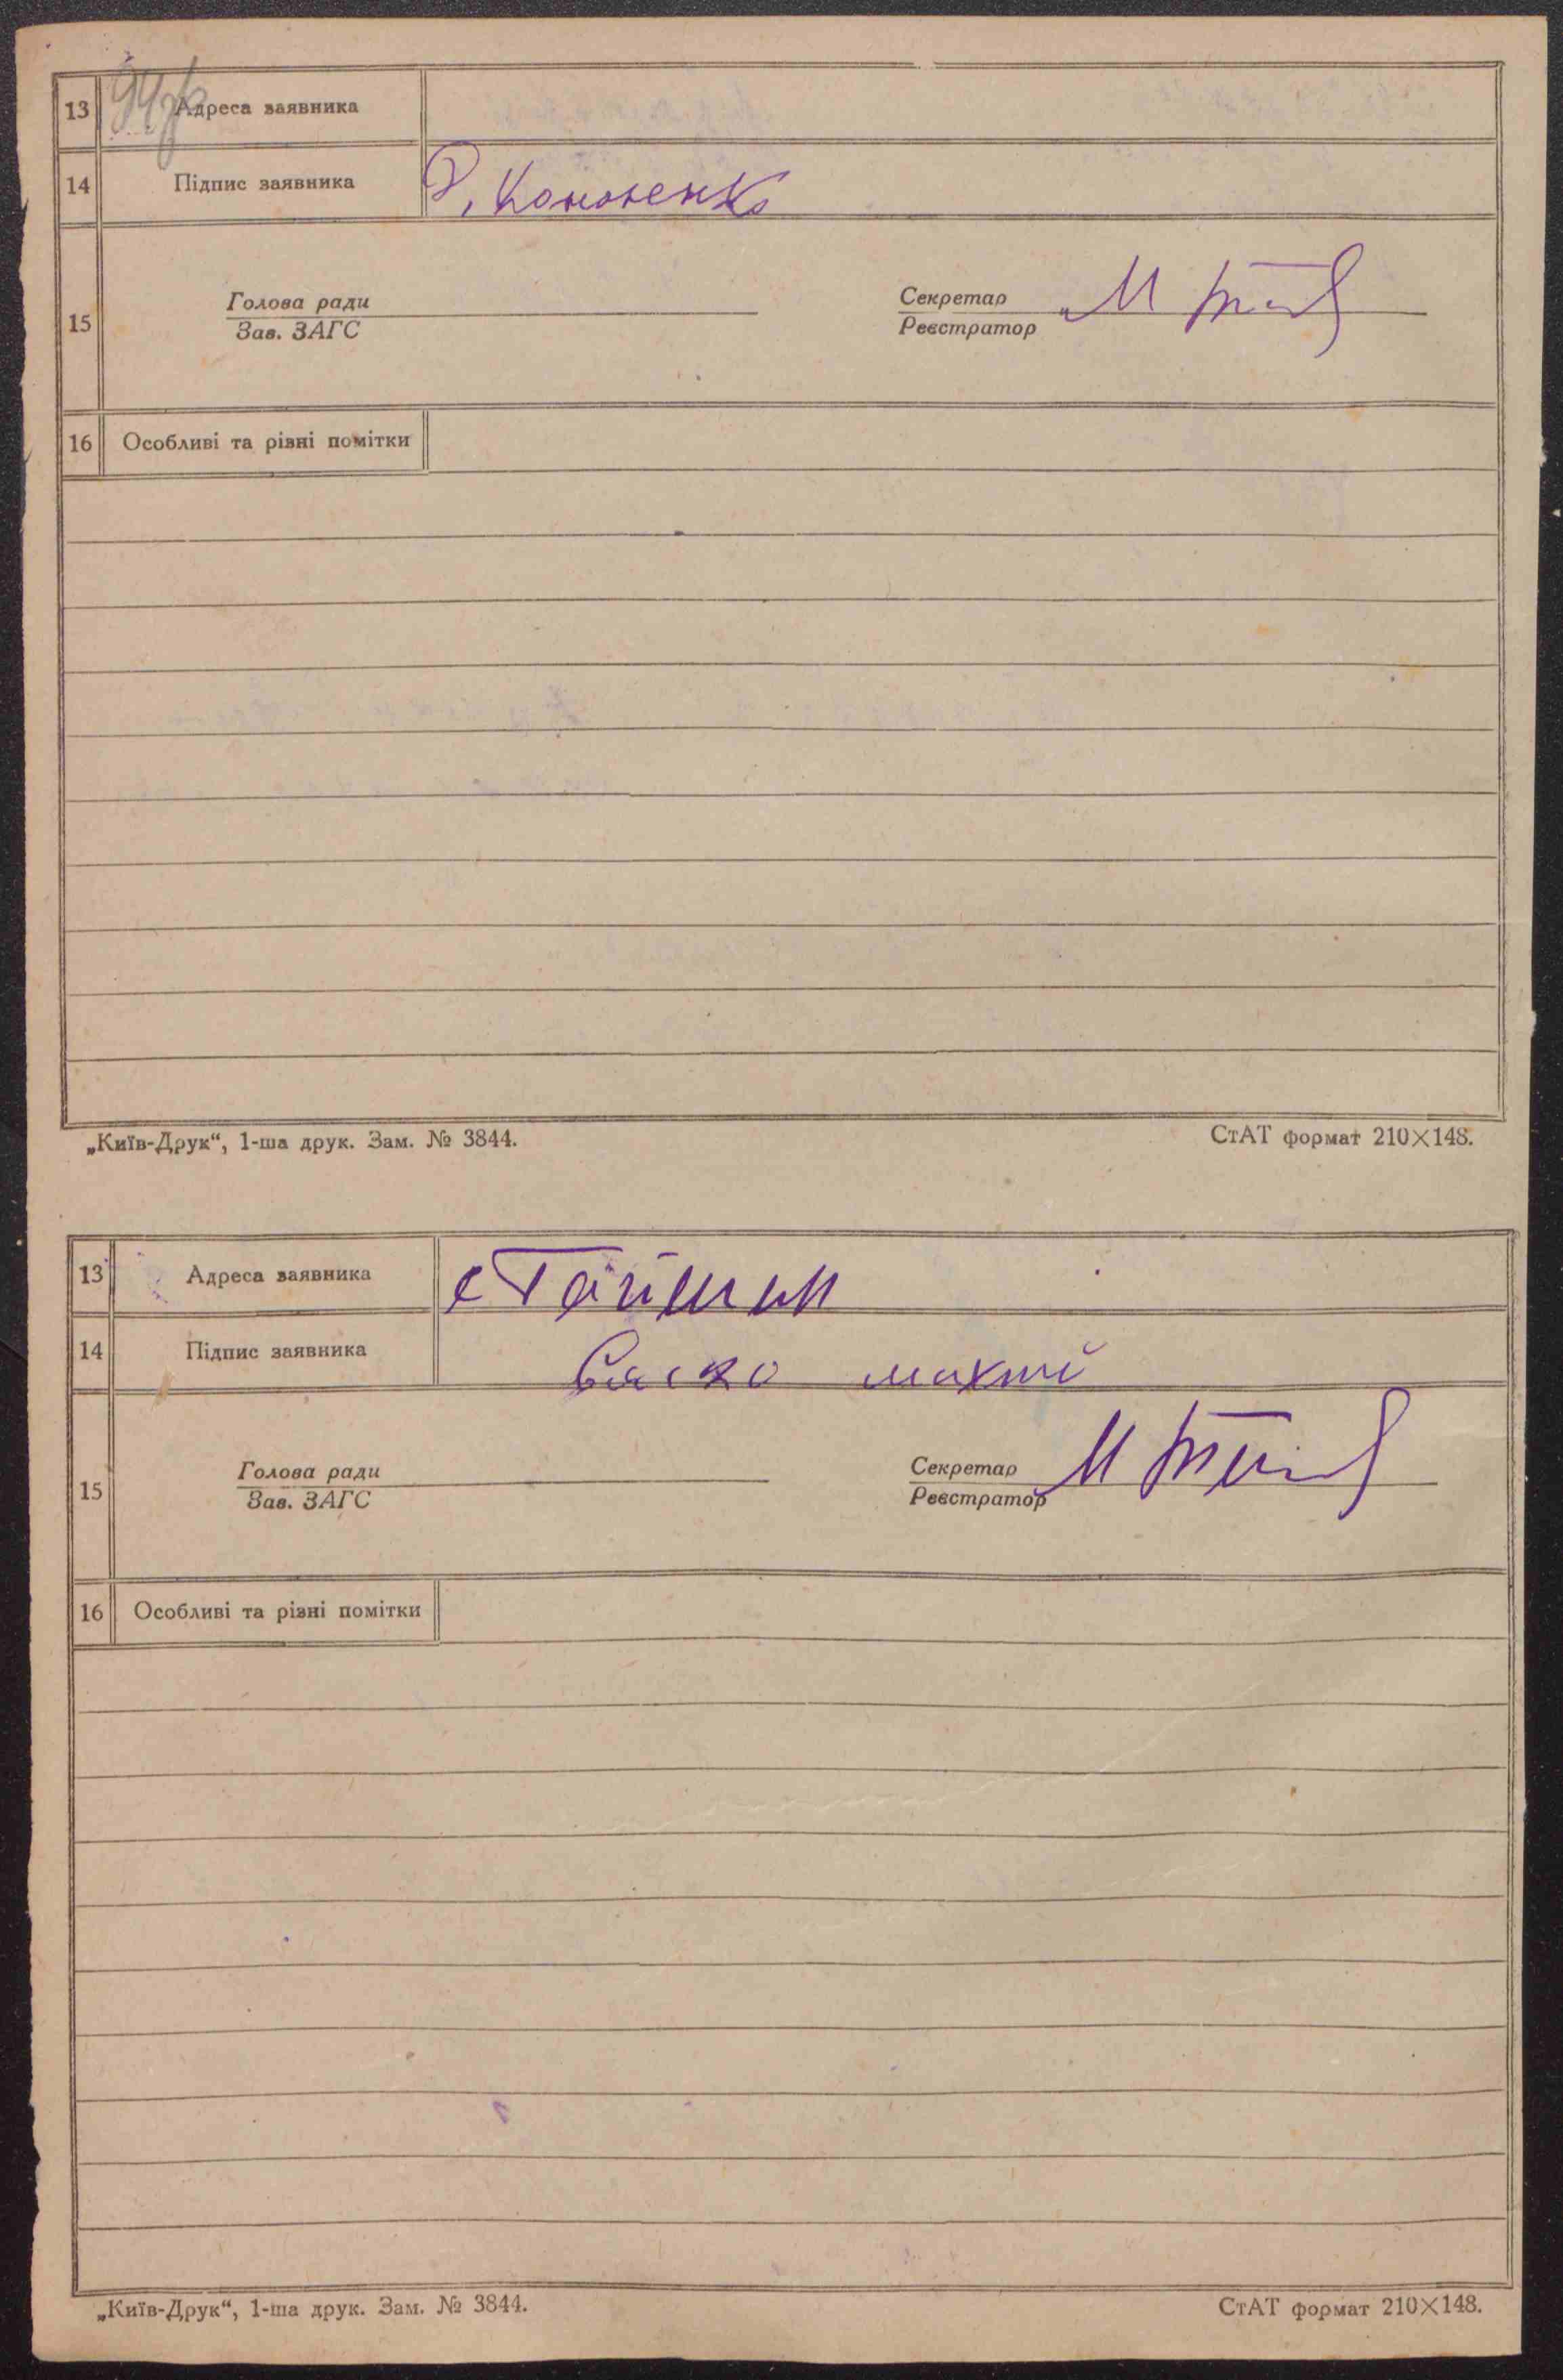 13 Адреса заявника
14 Підпис заявника Кононенко
15 Голова ради Секретар
Зав. ЗАГС Реєстратор
16 Особливі та різні помітки
„Київ-Друк“, 1-ша друк. Зам. № 3844. СтАТ формат 210×148.
13 Адреса заявника с Гайшин
14 Підпис заявника
15 Голова ради Секретар
Зав. ЗАГС Реєстратор
16 Особливі та різні помітки
„Київ-Друк“, 1-ша друк. Зам. № 3844. СтАТ формат 210×148.